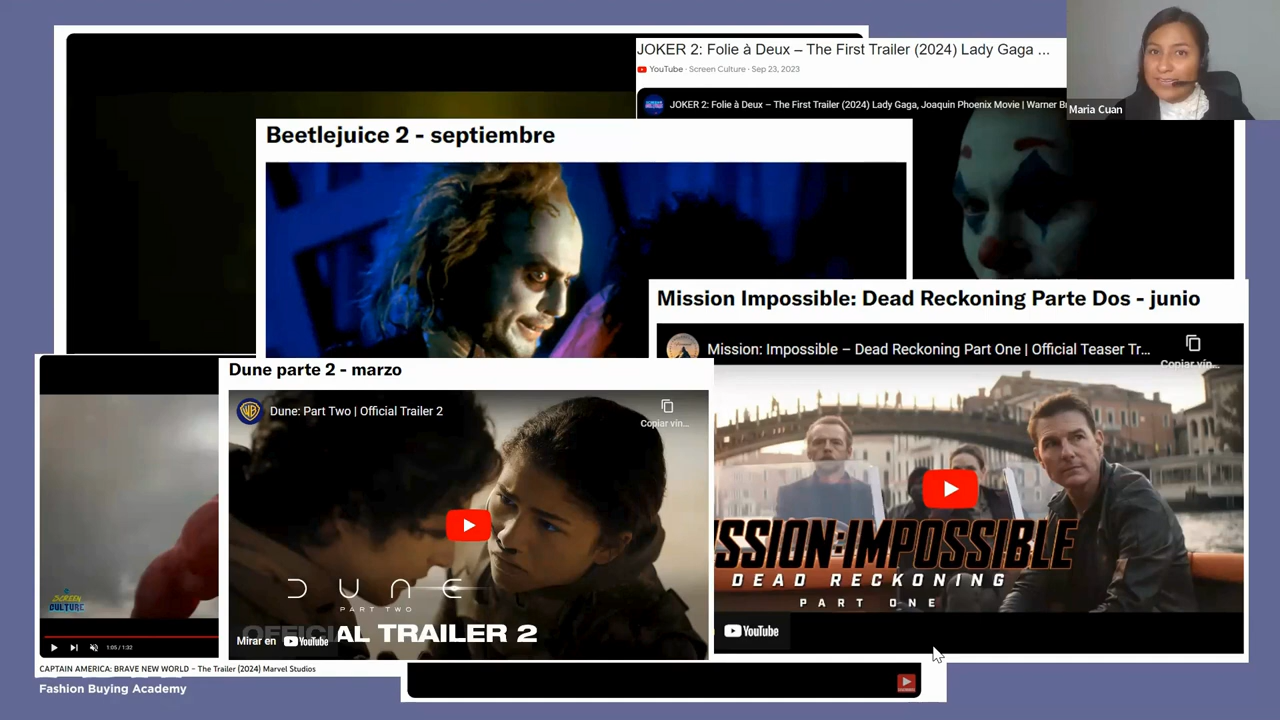 JOKER 2: Folie à Deux – The First Trailer (2024) Lady Gaga ...
YouTube · Screen Culture · Sep 23, 2023
JOKER 2: Folie à Deux – The First Trailer (2024) Lady Gaga, Joaquin Phoenix Movie | Warner B
Maria Cuan
Beetlejuice 2 - septiembre
Mission Impossible: Dead Reckoning Parte Dos - junio
Mission: Impossible – Dead Reckoning Part One | Official Teaser Tr...
Copiar vín...
SSION:IMPOSSIBLE
DEAD RECKONING
PART ONE
YouTube
Dune parte 2 - marzo
WB
Dune: Part Two | Official Trailer 2
Copiar vín...
DUNE
PART TWO
OFFICIAL TRAILER 2
Mirar en YouTube
SCREEN
CULTURE
1:05 / 1:32
CAPTAIN AMERICA: BRAVE NEW WORLD – The Trailer (2024) Marvel Studios
Fashion Buying Academy